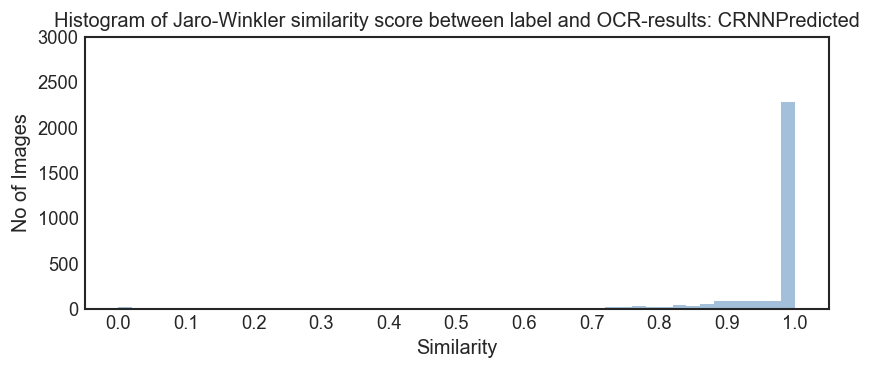 Histogram of Jaro-Winkler similarity score between label and OCR-results: CRNNPredicted
3000
2500
2000
1500
1000
500
0
No of Images
0.0 0.1 0.2 0.3 0.4 0.5 0.6 0.7 0.8 0.9 1.0
Similarity